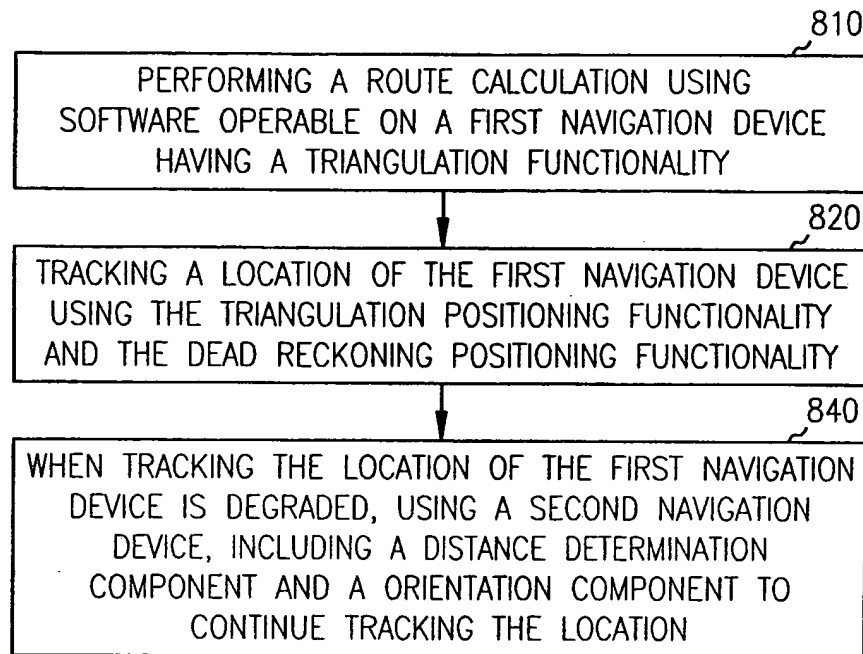 810
PERFORMING A ROUTE CALCULATION USING
SOFTWARE OPERABLE ON A FIRST NAVIGATION DEVICE
HAVING A TRIANGULATION FUNCTIONALITY
820
TRACKING A LOCATION OF THE FIRST NAVIGATION DEVICE
USING THE TRIANGULATION POSITIONING FUNCTIONALITY
AND THE DEAD RECKONING POSITIONING FUNCTIONALITY
840
WHEN TRACKING THE LOCATION OF THE FIRST NAVIGATION
DEVICE IS DEGRADED, USING A SECOND NAVIGATION
DEVICE, INCLUDING A DISTANCE DETERMINATION
COMPONENT AND A ORIENTATION COMPONENT TO
CONTINUE TRACKING THE LOCATION